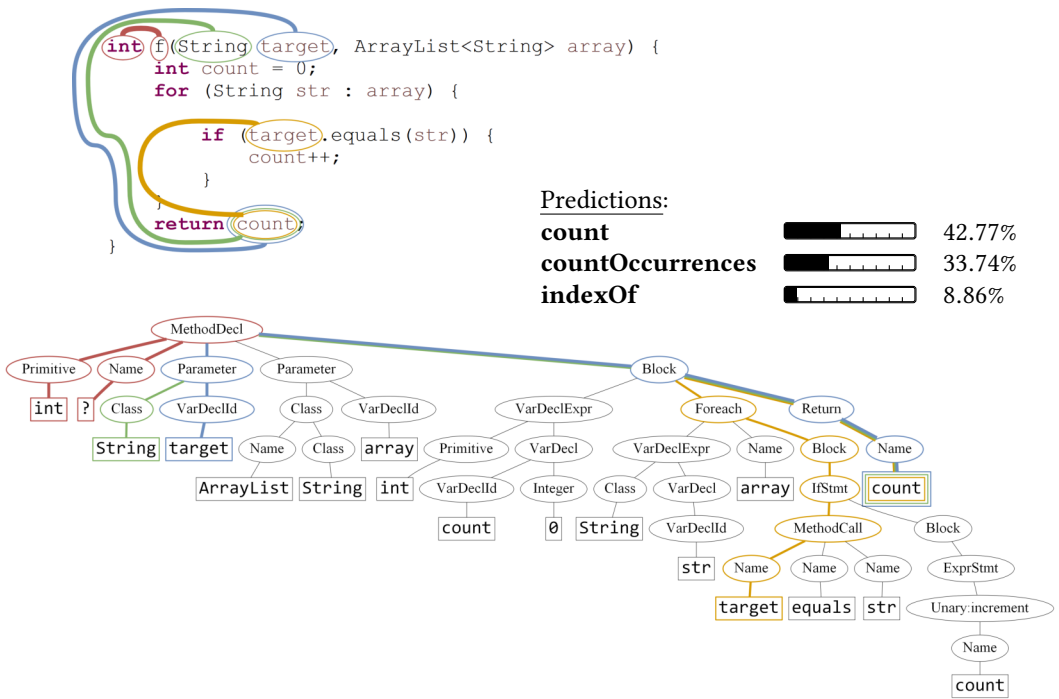 int f(String target, ArrayList<String> array) {
int count = 0;
for (String str : array) {
if (target.equals(str)) {
count++;
}
}
return count;
}
Predictions:
count 42.77%
countOccurrences 33.74%
indexOf 8.86%
MethodDecl
Primitive Name Parameter Parameter Block
int ? Class VarDeclId Class VarDeclId VarDeclExpr Foreach Return
String target Name Class array Primitive VarDecl VarDeclExpr Name Block Name
ArrayList String int VarDeclId Integer Class VarDecl array IfStmt count
count 0 String VarDeclId MethodCall Block
str Name Name Name ExprStmt
target equals str Unary:increment
Name
count